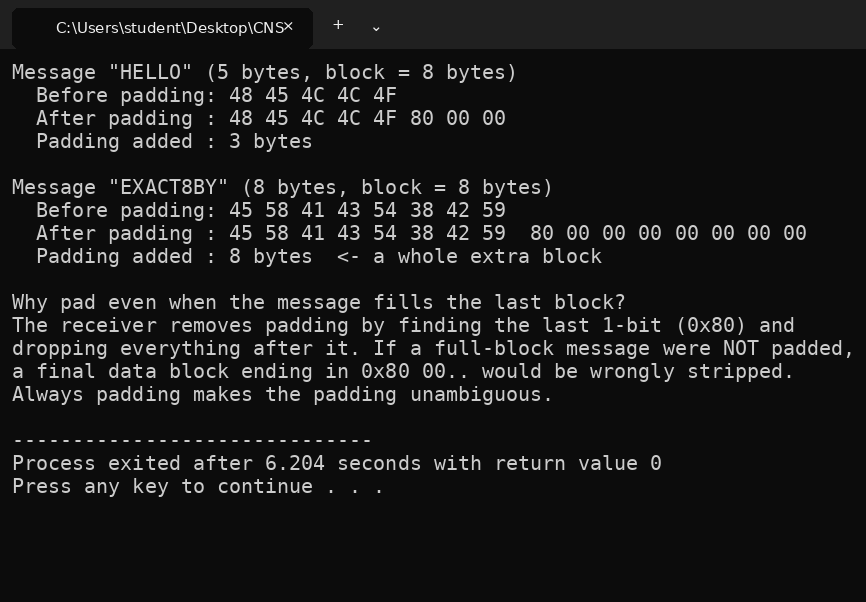 C:\Users\student\Desktop\CNS
Message "HELLO" (5 bytes, block = 8 bytes)
  Before padding: 48 45 4C 4C 4F
  After padding : 48 45 4C 4C 4F 80 00 00
  Padding added : 3 bytes

Message "EXACT8BY" (8 bytes, block = 8 bytes)
  Before padding: 45 58 41 43 54 38 42 59
  After padding : 45 58 41 43 54 38 42 59  80 00 00 00 00 00 00 00
  Padding added : 8 bytes  <- a whole extra block

Why pad even when the message fills the last block?
The receiver removes padding by finding the last 1-bit (0x80) and
dropping everything after it. If a full-block message were NOT padded,
a final data block ending in 0x80 00.. would be wrongly stripped.
Always padding makes the padding unambiguous.

------------------------------
Process exited after 6.204 seconds with return value 0
Press any key to continue . . .